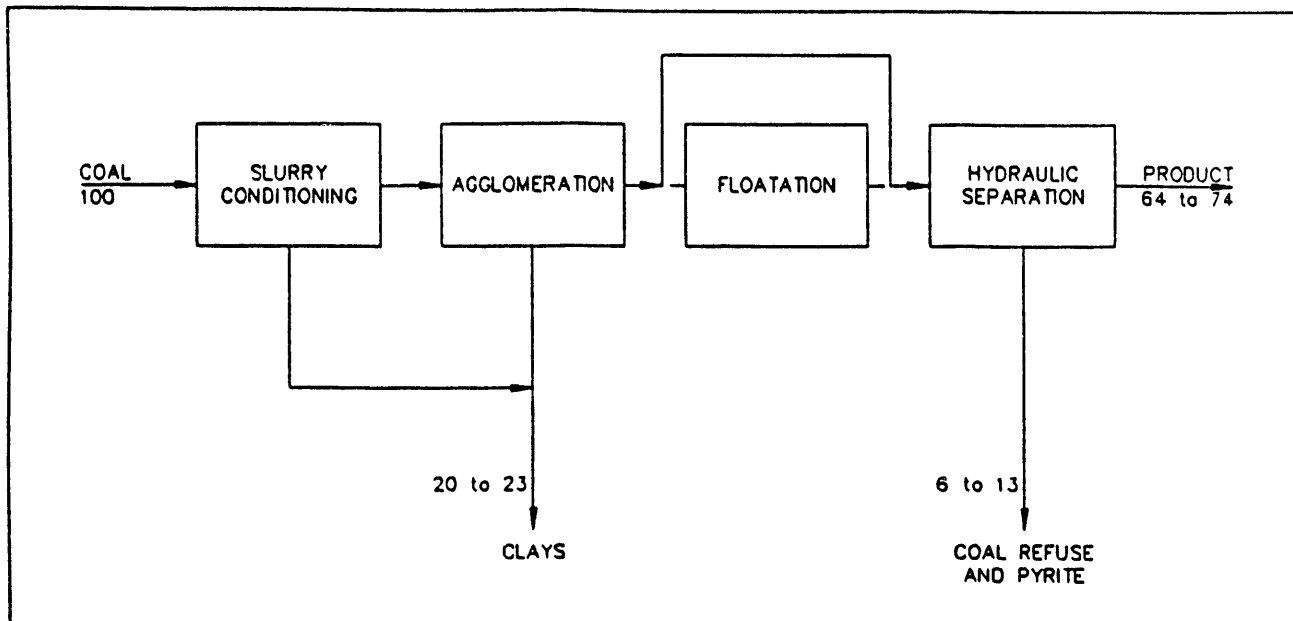 COAL
100
SLURRY
CONDITIONING
AGGLOMERATION
FLOATATION
HYDRAULIC
SEPARATION
PRODUCT
64 to 74
20 to 23
CLAYS
6 to 13
COAL REFUSE
AND PYRITE